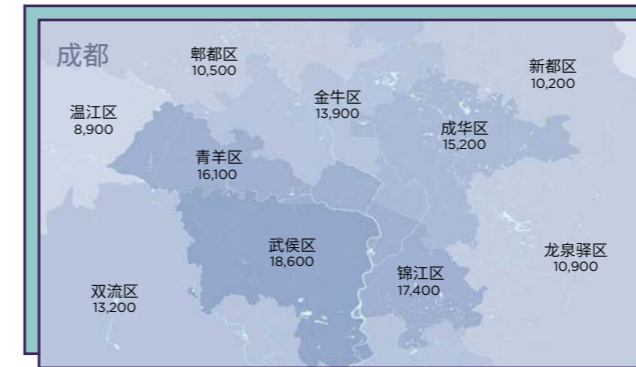 成都
郫都区
10,500
新都区
10,200
金牛区
13,900
温江区
8,900
成华区
15,200
青羊区
16,100
武侯区
18,600
龙泉驿区
10,900
锦江区
17,400
双流区
13,200